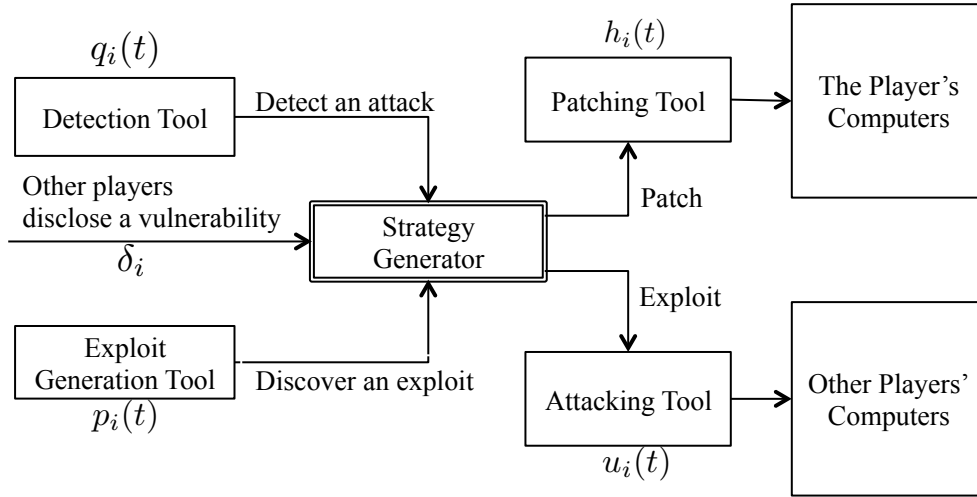 q_i(t)
Detection Tool
Detect an attack
Other players
disclose a vulnerability
δ_i
Exploit
Generation Tool
p_i(t)
Discover an exploit
Strategy
Generator
h_i(t)
Patching Tool
Patch
Exploit
Attacking Tool
u_i(t)
The Player's
Computers
Other Players'
Computers